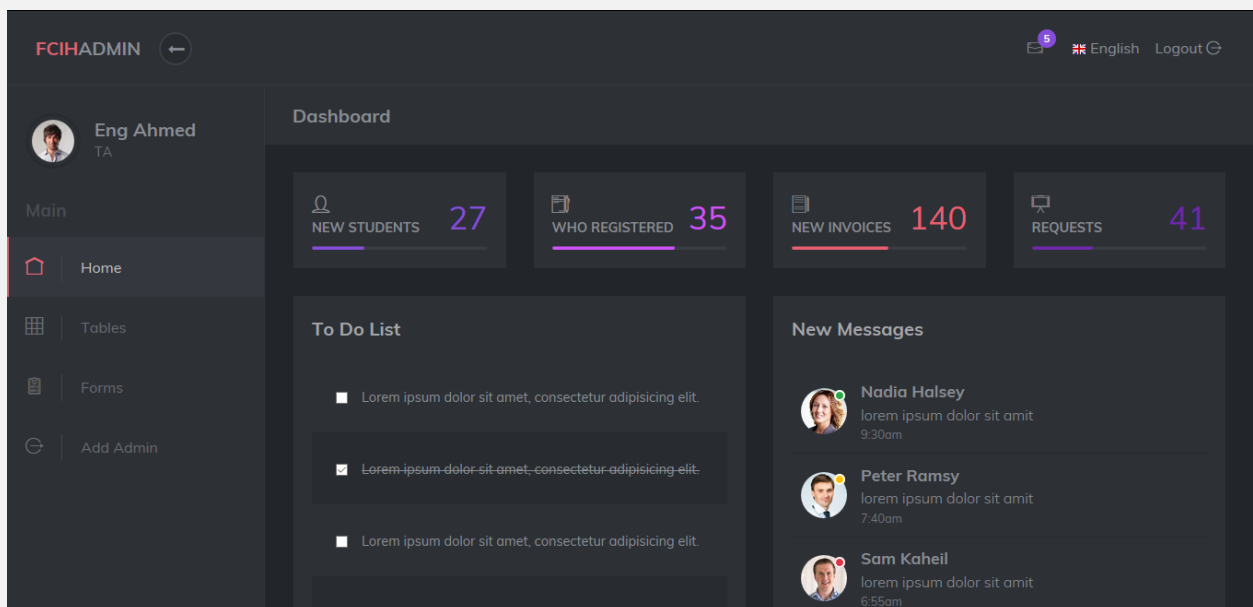 FCIHADMIN
5
English
Logout
Eng Ahmed
TA
Main
Home
Tables
Forms
Add Admin
Dashboard
NEW STUDENTS 27
WHO REGISTERED 35
NEW INVOICES 140
REQUESTS 41
To Do List
Lorem ipsum dolor sit amet, consectetur adipisicing elit.
Lorem ipsum dolor sit amet, consectetur adipisicing elit.
Lorem ipsum dolor sit amet, consectetur adipisicing elit.
New Messages
Nadia Halsey
lorem ipsum dolor sit amit
9:30am
Peter Ramsy
lorem ipsum dolor sit amit
7:40am
Sam Kaheil
lorem ipsum dolor sit amit
6:55am